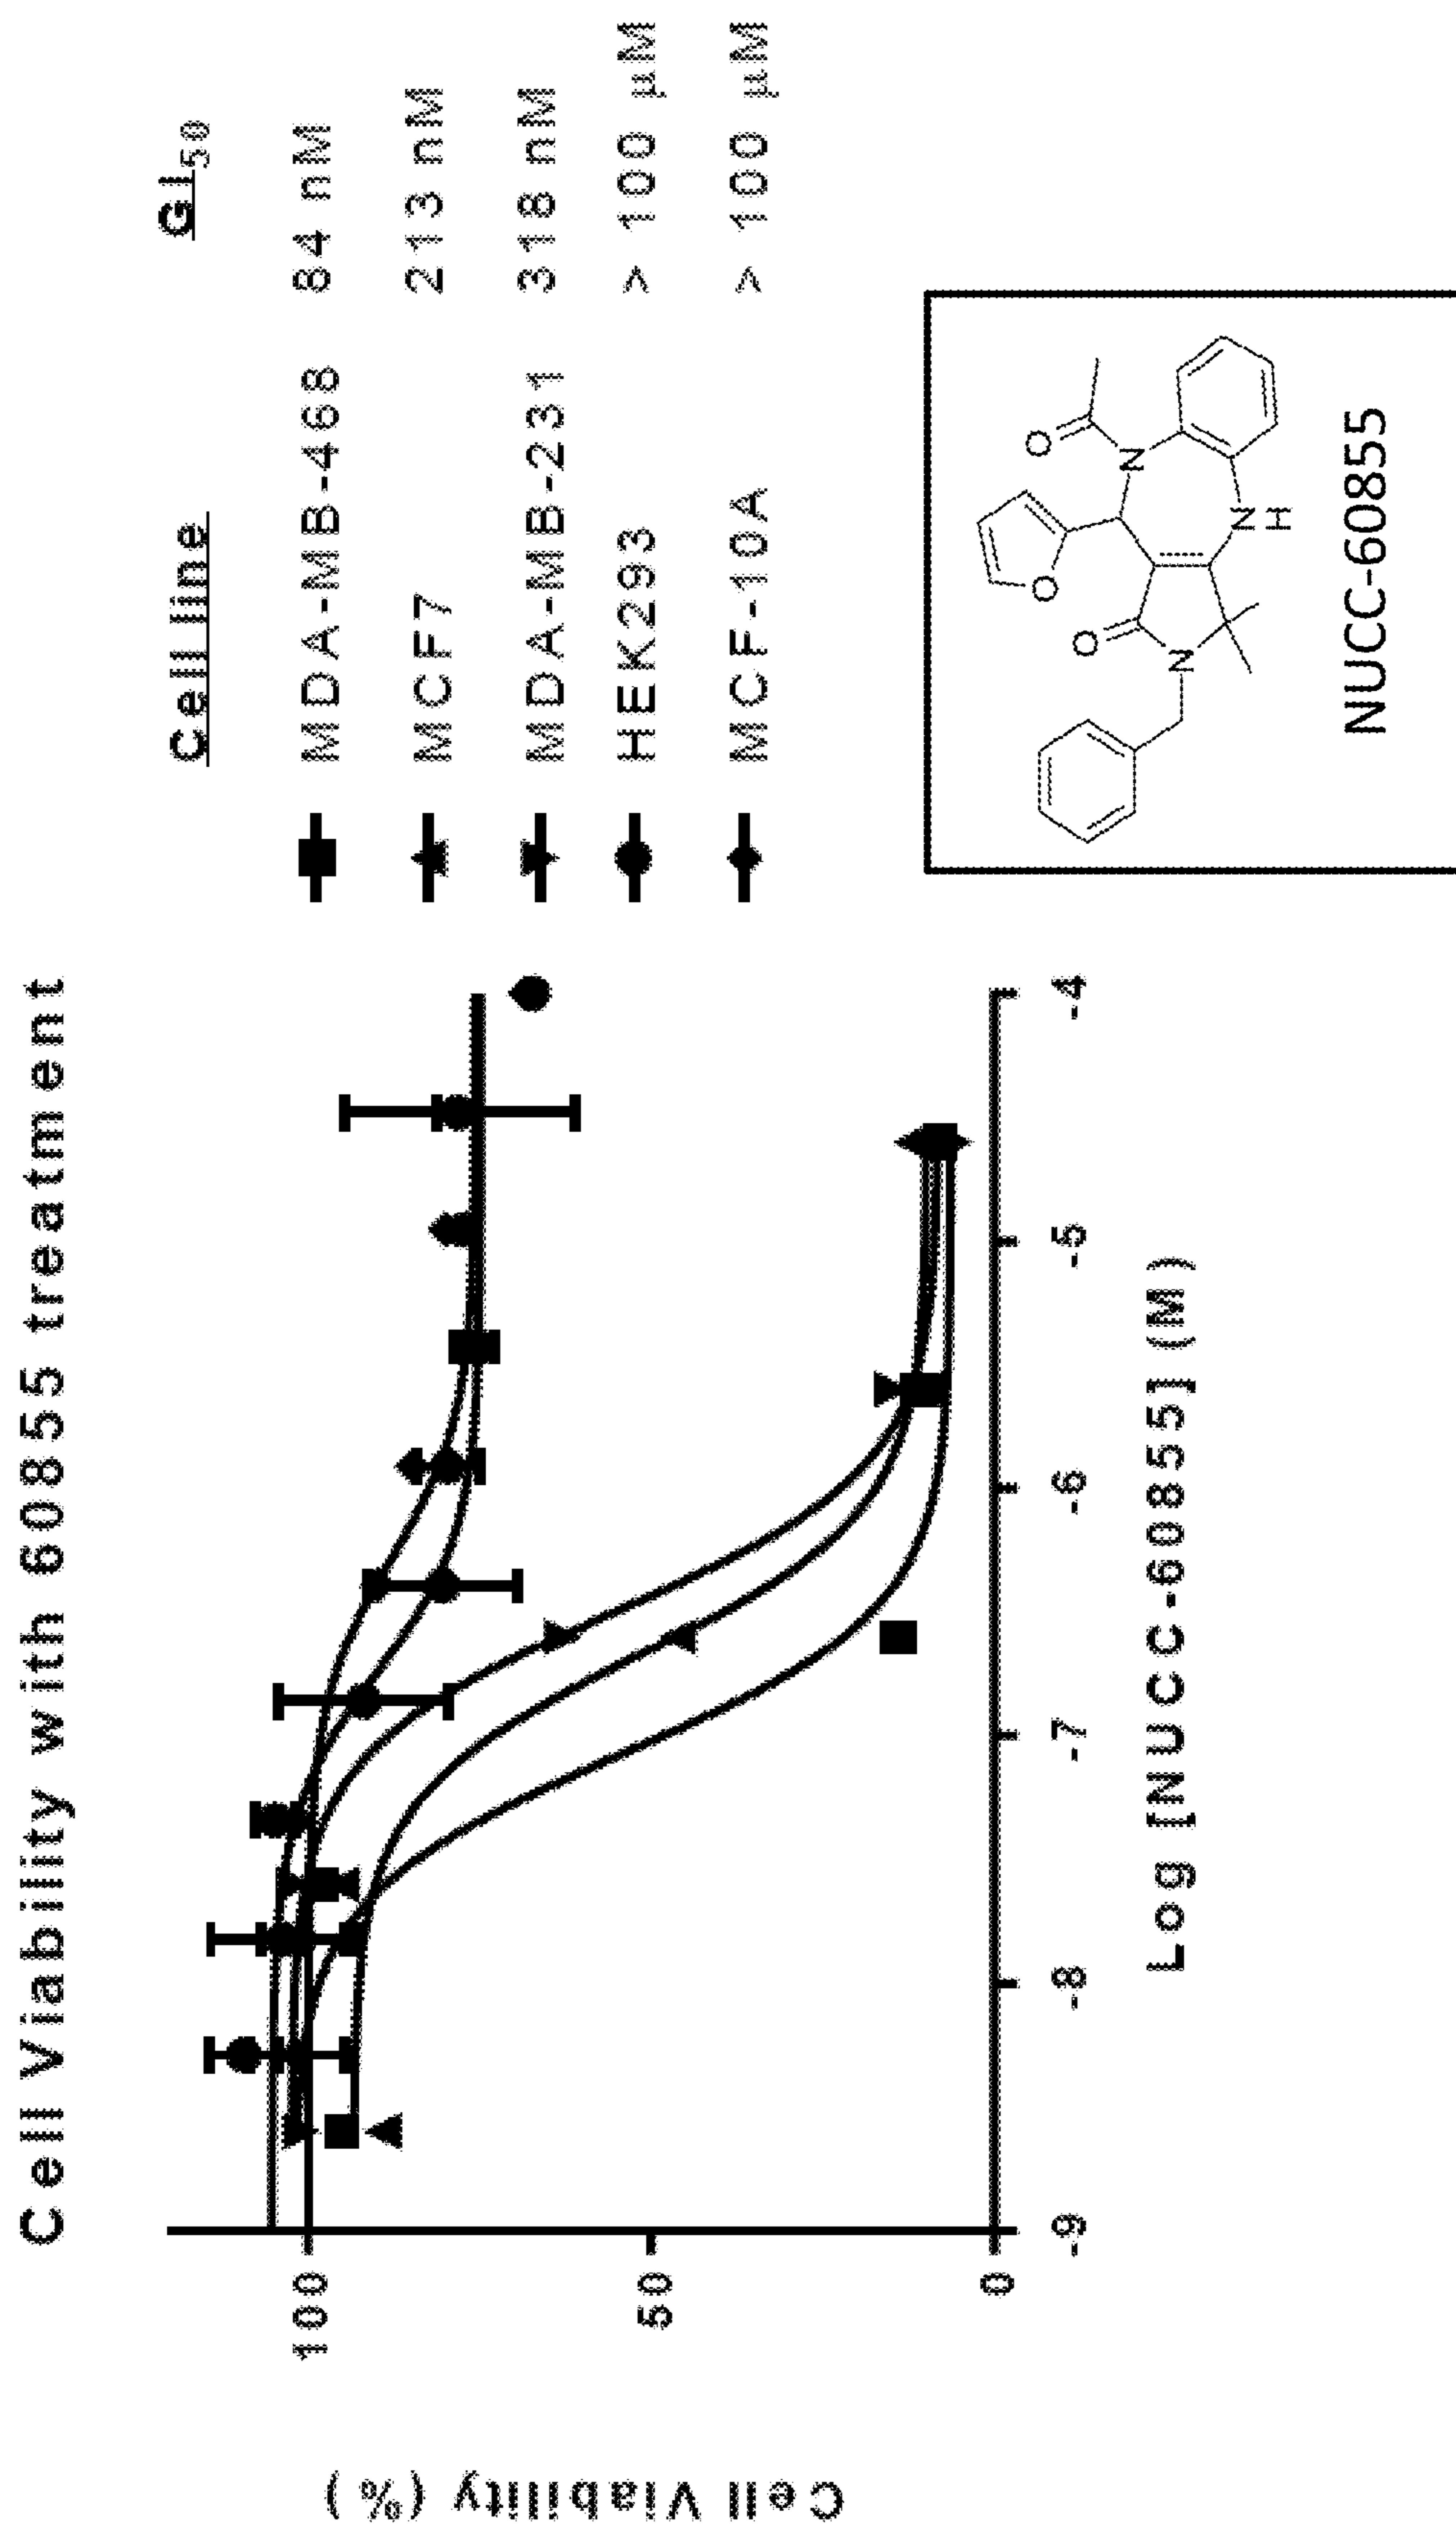 Cell Viability with 60855 treatment
Cell Viability (%)
100
50
0
-9
-8
-7
-6
-5
-4
Log [NUCC-60855] (M)
Cell line GI50
MDA-MB-468 84 nM
MCF7 213 nM
MDA-MB-231 318 nM
HEK293 > 100 µM
MCF-10A > 100 µM
O
O
O
N
N
N
H
NUCC-60855